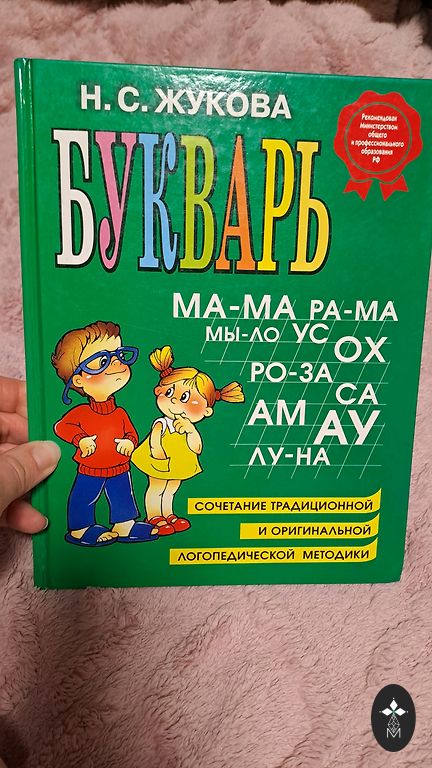 Н. С. ЖУКОВА
Рекомендован
Министерством
общего
и профессионального
образования
РФ
БУКВАРЬ
МА-МА РА-МА
МЫ-ЛО УС
ОХ
РО-ЗА
СА
АМ АУ
ЛУ-НА
СОЧЕТАНИЕ ТРАДИЦИОННОЙ
И ОРИГИНАЛЬНОЙ
ЛОГОПЕДИЧЕСКОЙ МЕТОДИКИ
M